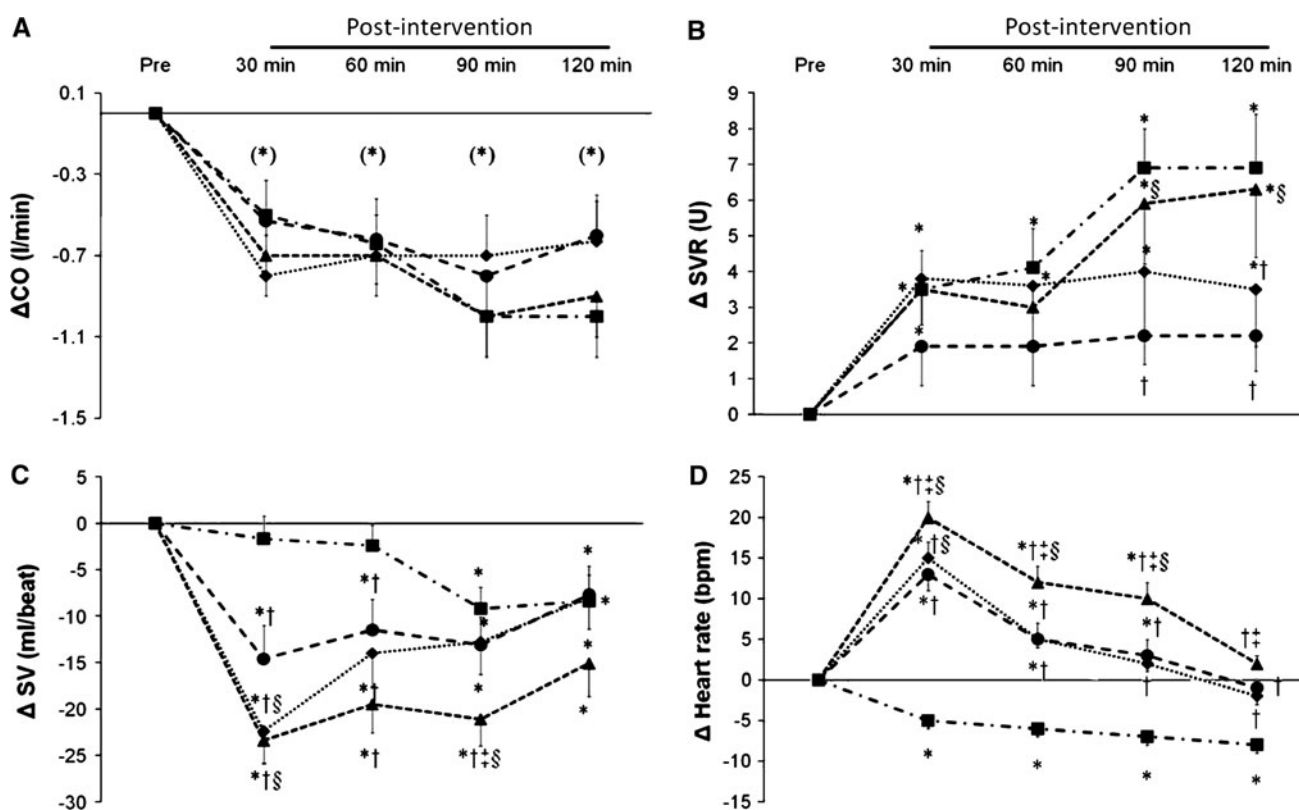 A
Post-intervention
Pre 30 min 60 min 90 min 120 min
0.1
-0.3
-0.7
-1.1
-1.5
ΔCO (l/min)
(*) (*) (*) (*)
B
Post-intervention
Pre 30 min 60 min 90 min 120 min
9
8
7
6
5
4
3
2
1
0
Δ SVR (U)
* * * *
*§ *§
* * * *†
*
† †
C
5
0
-5
-10
-15
-20
-25
-30
Δ SV (ml/beat)
* *
*† *† * *
*†§ *† * *
*†§ *† *†‡§ *
D
25
20
15
10
5
0
-5
-10
-15
Δ Heart rate (bpm)
*†‡§ *†‡§ *†‡§ †‡
*†§ *† *†
*† *† † † †
* * * *